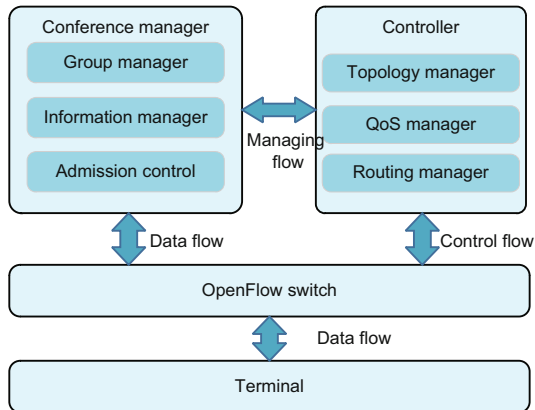 Conference manager
Group manager
Information manager
Admission control
Controller
Topology manager
QoS manager
Routing manager
Managing
flow
Data flow
Control flow
OpenFlow switch
Data flow
Terminal